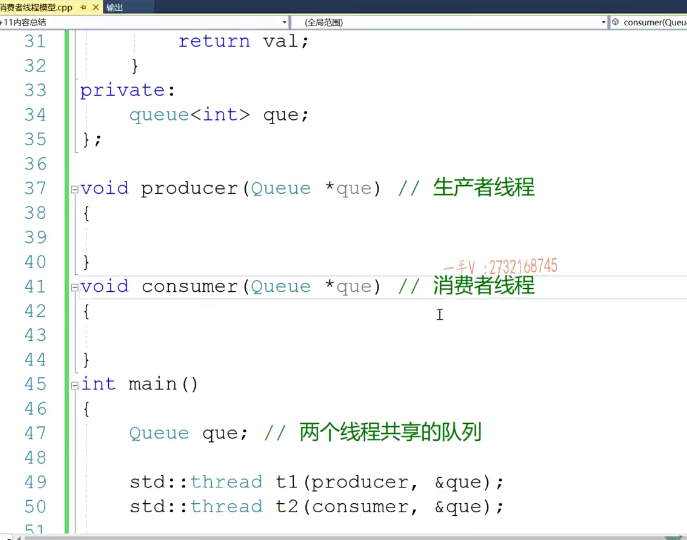 消费者线程模型.cpp 输出
+11内容总结 (全局范围) consumer(Queu
31 return val;
32 }
33 private:
34 queue<int> que;
35 };
36
37 void producer(Queue *que) // 生产者线程
38 {
39
40 }
一手V :2732168745
41 void consumer(Queue *que) // 消费者线程
42 {
43
44 }
45 int main()
46 {
47 Queue que; // 两个线程共享的队列
48
49 std::thread t1(producer, &que);
50 std::thread t2(consumer, &que);
51